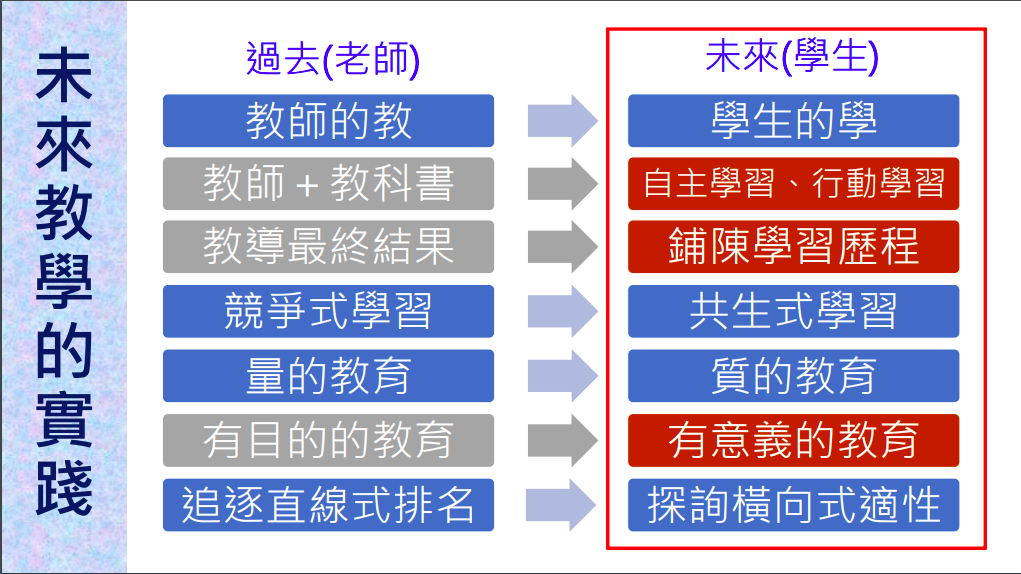 未來教學的實踐
過去(老師)
未來(學生)
教師的教
學生的學
教師+教科書
自主學習、行動學習
教導最終結果
鋪陳學習歷程
競爭式學習
共生式學習
量的教育
質的教育
有目的的教育
有意義的教育
追逐直線式排名
探詢橫向式適性